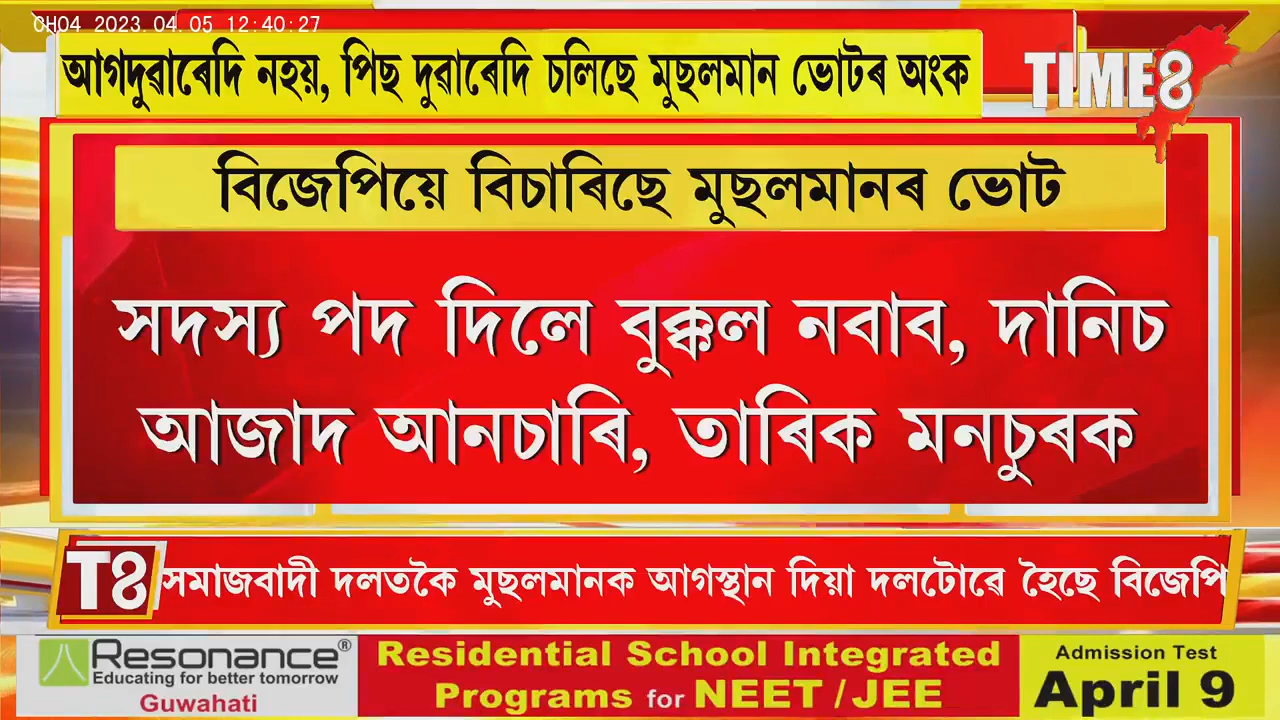 CH04 2023.04.05 12:40:27
আগদুৱাৰেদি নহয়, পিছ দুৱাৰেদি চলিছে মুছলমান ভোটৰ অংক
TIME8
বিজেপিয়ে বিচাৰিছে মুছলমানৰ ভোট
সদস্য পদ দিলে বুক্কল নবাব, দানিচ
আজাদ আনচাৰি, তাৰিক মনচুৰক
T8 সমাজবাদী দলতকৈ মুছলমানক আগস্থান দিয়া দলটোৱে হৈছে বিজেপি
Resonance®
Educating for better tomorrow
Guwahati
Residential School Integrated
Programs for NEET / JEE
Admission Test
April 9